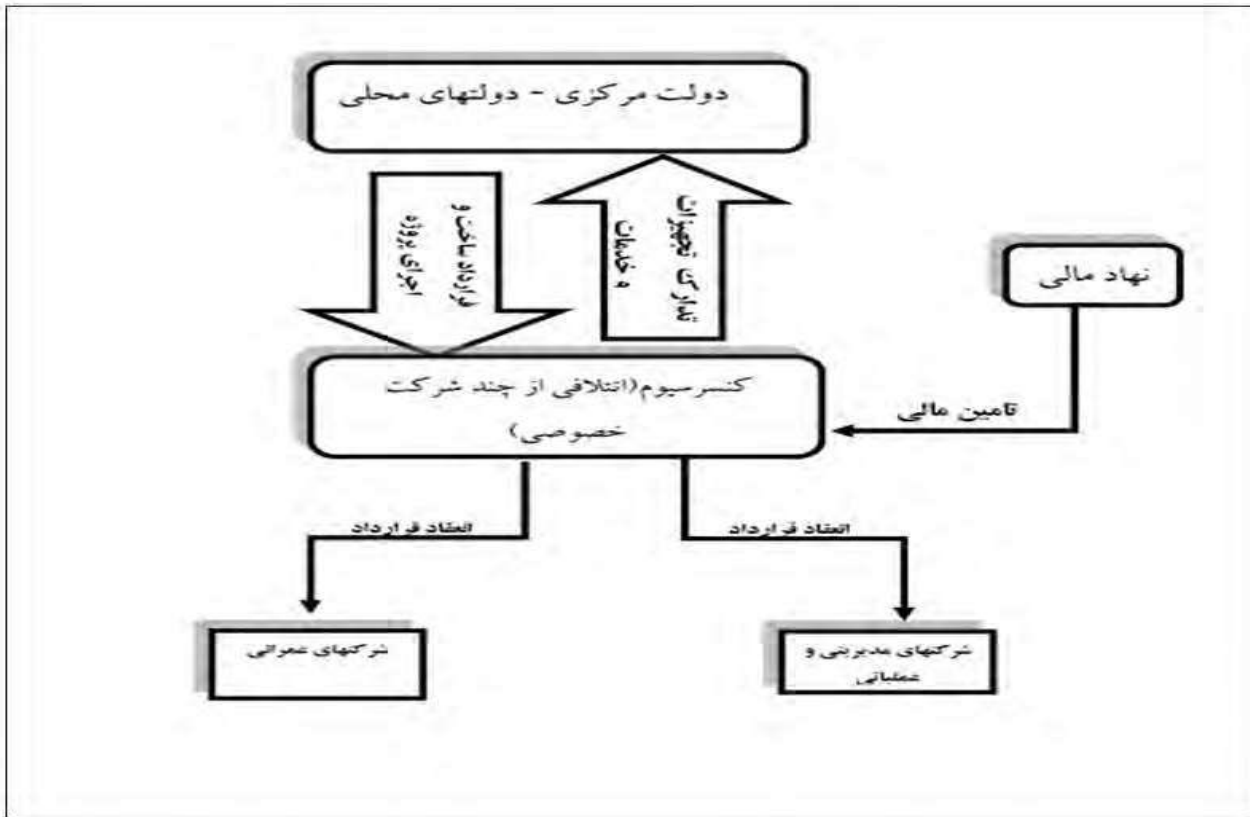 دولت مرکزی - دولتهای محلی
قرارداد ساخت و
اجرای پروژه
تدارک تجهیزات
و خدمات
نهاد مالی
کنسرسیوم(ائتلافی از چند شرکت
خصوصی)
تامین مالی
انعقاد قرارداد
انعقاد قرارداد
شرکتهای مدیریتی و
عملیاتی
شرکتهای عمرانی